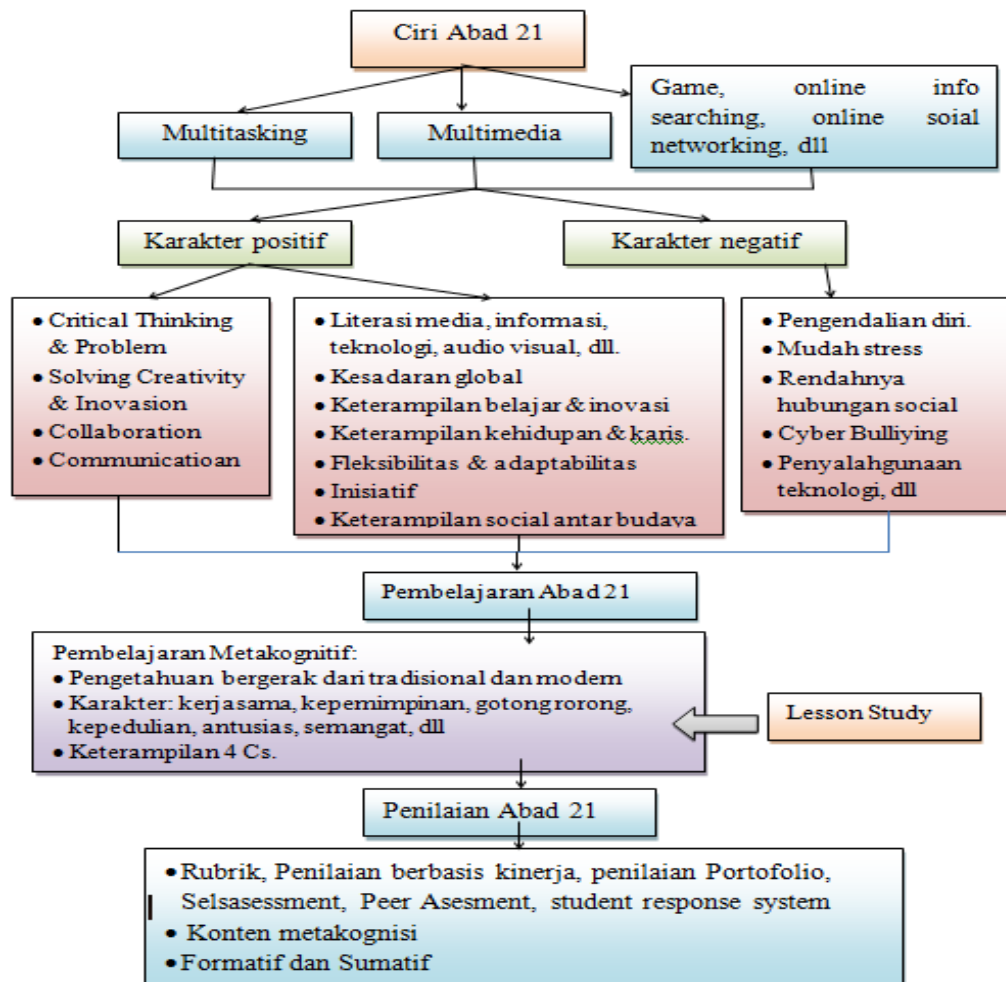 Ciri Abad 21
Multitasking
Multimedia
Game, online info
searching, online soial
networking, dll
Karakter positif
Karakter negatif
• Critical Thinking
& Problem
• Solving Creativity
& Inovasion
• Collaboration
• Communicatioan
• Literasi media, informasi,
teknologi, audio visual, dll.
• Kesadaran global
• Keterampilan belajar & inovasi
• Keterampilan kehidupan & karis.
• Fleksibilitas & adaptabilitas
• Inisiatif
• Keterampilan social antar budaya
• Pengendalian diri.
• Mudah stress
• Rendahnya
hubungan social
• Cyber Bulliying
• Penyalahgunaan
teknologi, dll
Pembelajaran Abad 21
Pembelajaran Metakognitif:
• Pengetahuan bergerak dari tradisional dan modern
• Karakter: kerjasama, kepemimpinan, gotong rorong,
kepedulian, antusias, semangat, dll
• Keterampilan 4 Cs.
Lesson Study
Penilaian Abad 21
• Rubrik, Penilaian berbasis kinerja, penilaian Portofolio,
Selsasessment, Peer Asesment, student response system
• Konten metakognisi
• Formatif dan Sumatif